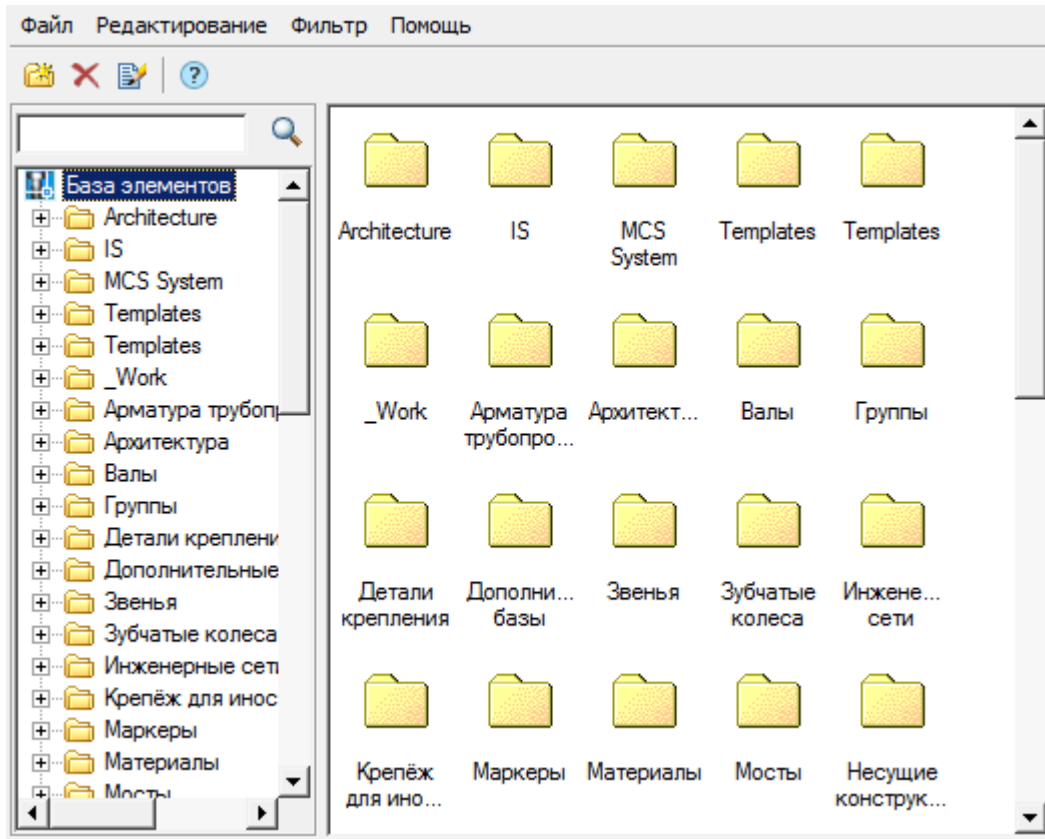 Файл Редактирование Фильтр Помощь
База элементов
Architecture
IS
MCS System
Templates
Templates
_Work
Арматура трубопр
Архитектура
Валы
Группы
Детали креплени
Дополнительные
Звенья
Зубчатые колеса
Инженерные сети
Крепёж для инос
Маркеры
Материалы
Мосты
Architecture IS MCS Templates Templates
System
_Work Арматура Архитект... Валы Группы
трубопро...
Детали Дополни... Звенья Зубчатые Инжене...
крепления базы колеса сети
Крепёж Маркеры Материалы Мосты Несущие
для ино... конструк...